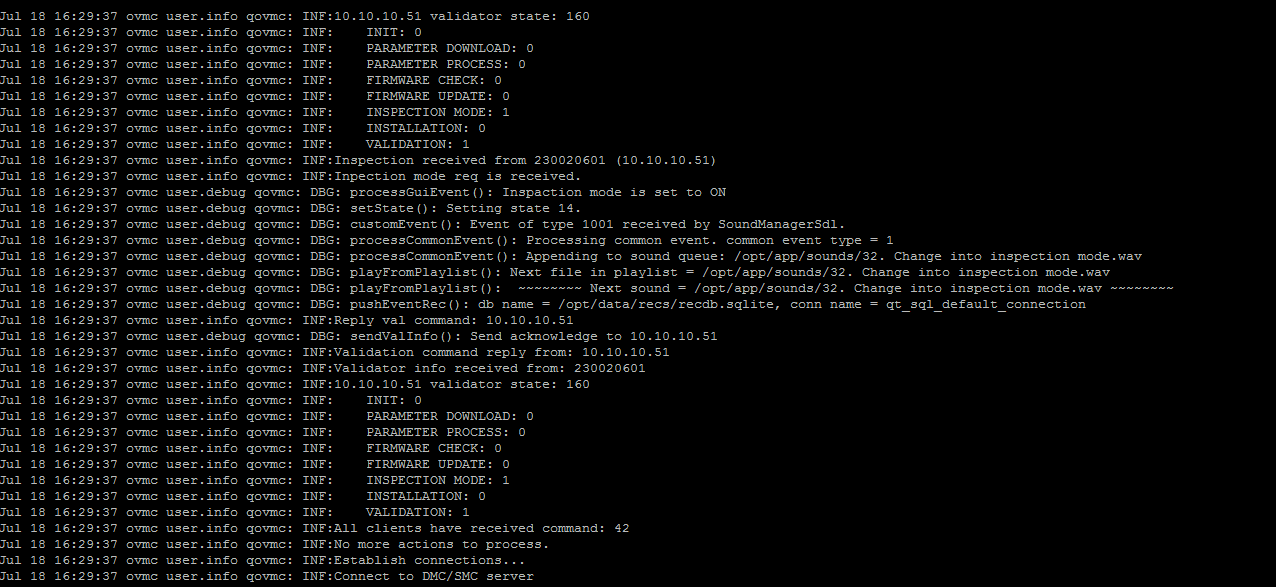 Jul 18 16:29:37 ovmc user.info qovmc: INF:10.10.10.51 validator state: 160
Jul 18 16:29:37 ovmc user.info qovmc: INF:    INIT: 0
Jul 18 16:29:37 ovmc user.info qovmc: INF:    PARAMETER DOWNLOAD: 0
Jul 18 16:29:37 ovmc user.info qovmc: INF:    PARAMETER PROCESS: 0
Jul 18 16:29:37 ovmc user.info qovmc: INF:    FIRMWARE CHECK: 0
Jul 18 16:29:37 ovmc user.info qovmc: INF:    FIRMWARE UPDATE: 0
Jul 18 16:29:37 ovmc user.info qovmc: INF:    INSPECTION MODE: 1
Jul 18 16:29:37 ovmc user.info qovmc: INF:    INSTALLATION: 0
Jul 18 16:29:37 ovmc user.info qovmc: INF:    VALIDATION: 1
Jul 18 16:29:37 ovmc user.info qovmc: INF:Inspection received from 230020601 (10.10.10.51)
Jul 18 16:29:37 ovmc user.info qovmc: INF:Inpection mode req is received.
Jul 18 16:29:37 ovmc user.debug qovmc: DBG: processGuiEvent(): Inspaction mode is set to ON
Jul 18 16:29:37 ovmc user.debug qovmc: DBG: setState(): Setting state 14.
Jul 18 16:29:37 ovmc user.debug qovmc: DBG: customEvent(): Event of type 1001 received by SoundManagerSdl.
Jul 18 16:29:37 ovmc user.debug qovmc: DBG: processCommonEvent(): Processing common event. common event type = 1
Jul 18 16:29:37 ovmc user.debug qovmc: DBG: processCommonEvent(): Appending to sound queue: /opt/app/sounds/32. Change into inspection mode.wav
Jul 18 16:29:37 ovmc user.debug qovmc: DBG: playFromPlaylist(): Next file in playlist = /opt/app/sounds/32. Change into inspection mode.wav
Jul 18 16:29:37 ovmc user.debug qovmc: DBG: playFromPlaylist():  ~~~~~~~~ Next sound = /opt/app/sounds/32. Change into inspection mode.wav ~~~~~~~~
Jul 18 16:29:37 ovmc user.debug qovmc: DBG: pushEventRec(): db name = /opt/data/recs/recdb.sqlite, conn name = qt_sql_default_connection
Jul 18 16:29:37 ovmc user.info qovmc: INF:Reply val command: 10.10.10.51
Jul 18 16:29:37 ovmc user.debug qovmc: DBG: sendValInfo(): Send acknowledge to 10.10.10.51
Jul 18 16:29:37 ovmc user.info qovmc: INF:Validation command reply from: 10.10.10.51
Jul 18 16:29:37 ovmc user.info qovmc: INF:Validator info received from: 230020601
Jul 18 16:29:37 ovmc user.info qovmc: INF:10.10.10.51 validator state: 160
Jul 18 16:29:37 ovmc user.info qovmc: INF:    INIT: 0
Jul 18 16:29:37 ovmc user.info qovmc: INF:    PARAMETER DOWNLOAD: 0
Jul 18 16:29:37 ovmc user.info qovmc: INF:    PARAMETER PROCESS: 0
Jul 18 16:29:37 ovmc user.info qovmc: INF:    FIRMWARE CHECK: 0
Jul 18 16:29:37 ovmc user.info qovmc: INF:    FIRMWARE UPDATE: 0
Jul 18 16:29:37 ovmc user.info qovmc: INF:    INSPECTION MODE: 1
Jul 18 16:29:37 ovmc user.info qovmc: INF:    INSTALLATION: 0
Jul 18 16:29:37 ovmc user.info qovmc: INF:    VALIDATION: 1
Jul 18 16:29:37 ovmc user.info qovmc: INF:All clients have received command: 42
Jul 18 16:29:37 ovmc user.info qovmc: INF:No more actions to process.
Jul 18 16:29:37 ovmc user.info qovmc: INF:Establish connections...
Jul 18 16:29:37 ovmc user.info qovmc: INF:Connect to DMC/SMC server